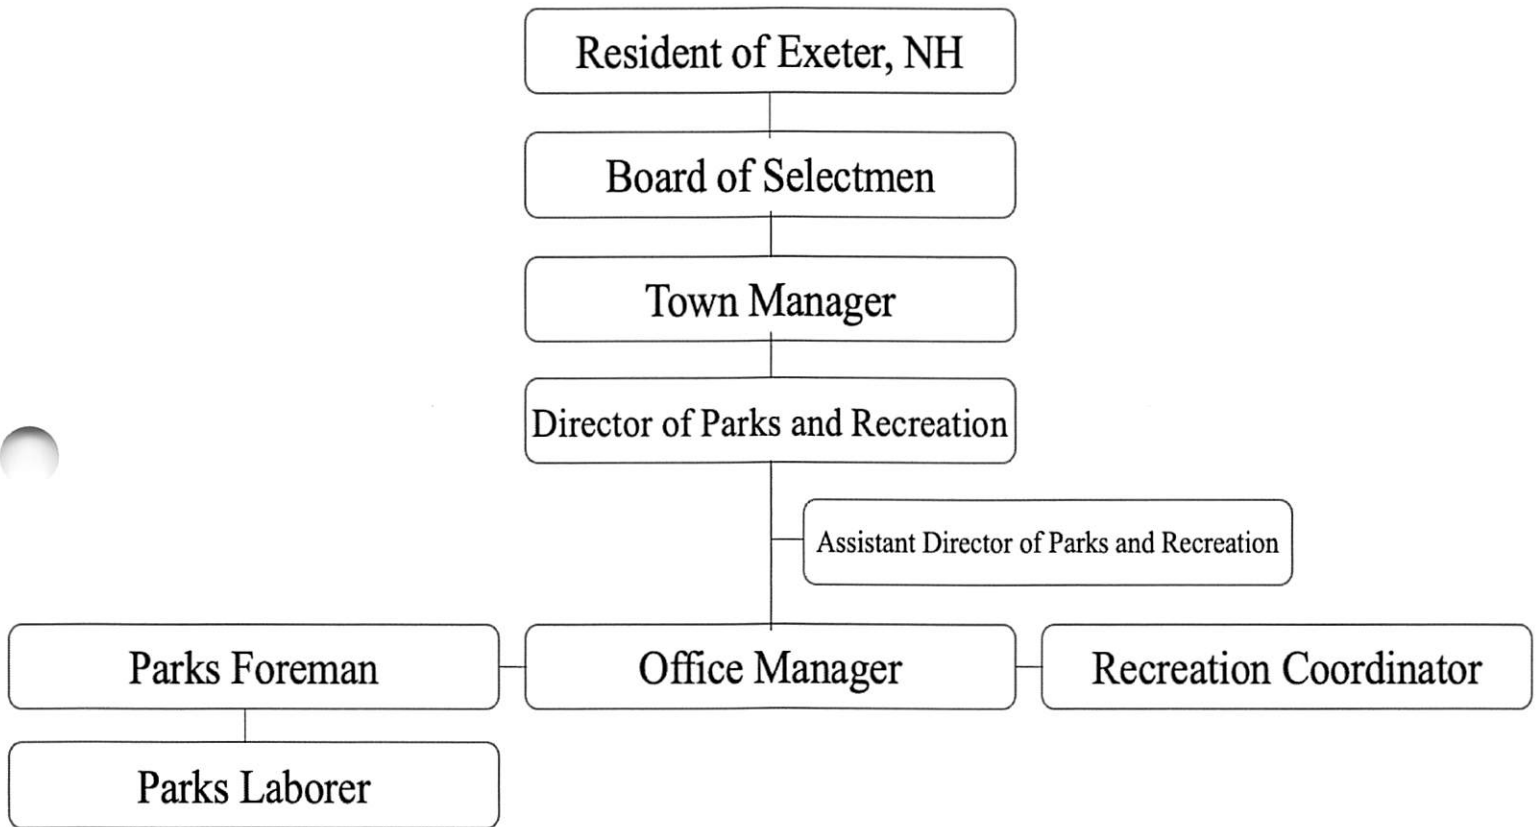 Resident of Exeter, NH
Board of Selectmen
Town Manager
Director of Parks and Recreation
Assistant Director of Parks and Recreation
Parks Foreman
Office Manager
Recreation Coordinator
Parks Laborer